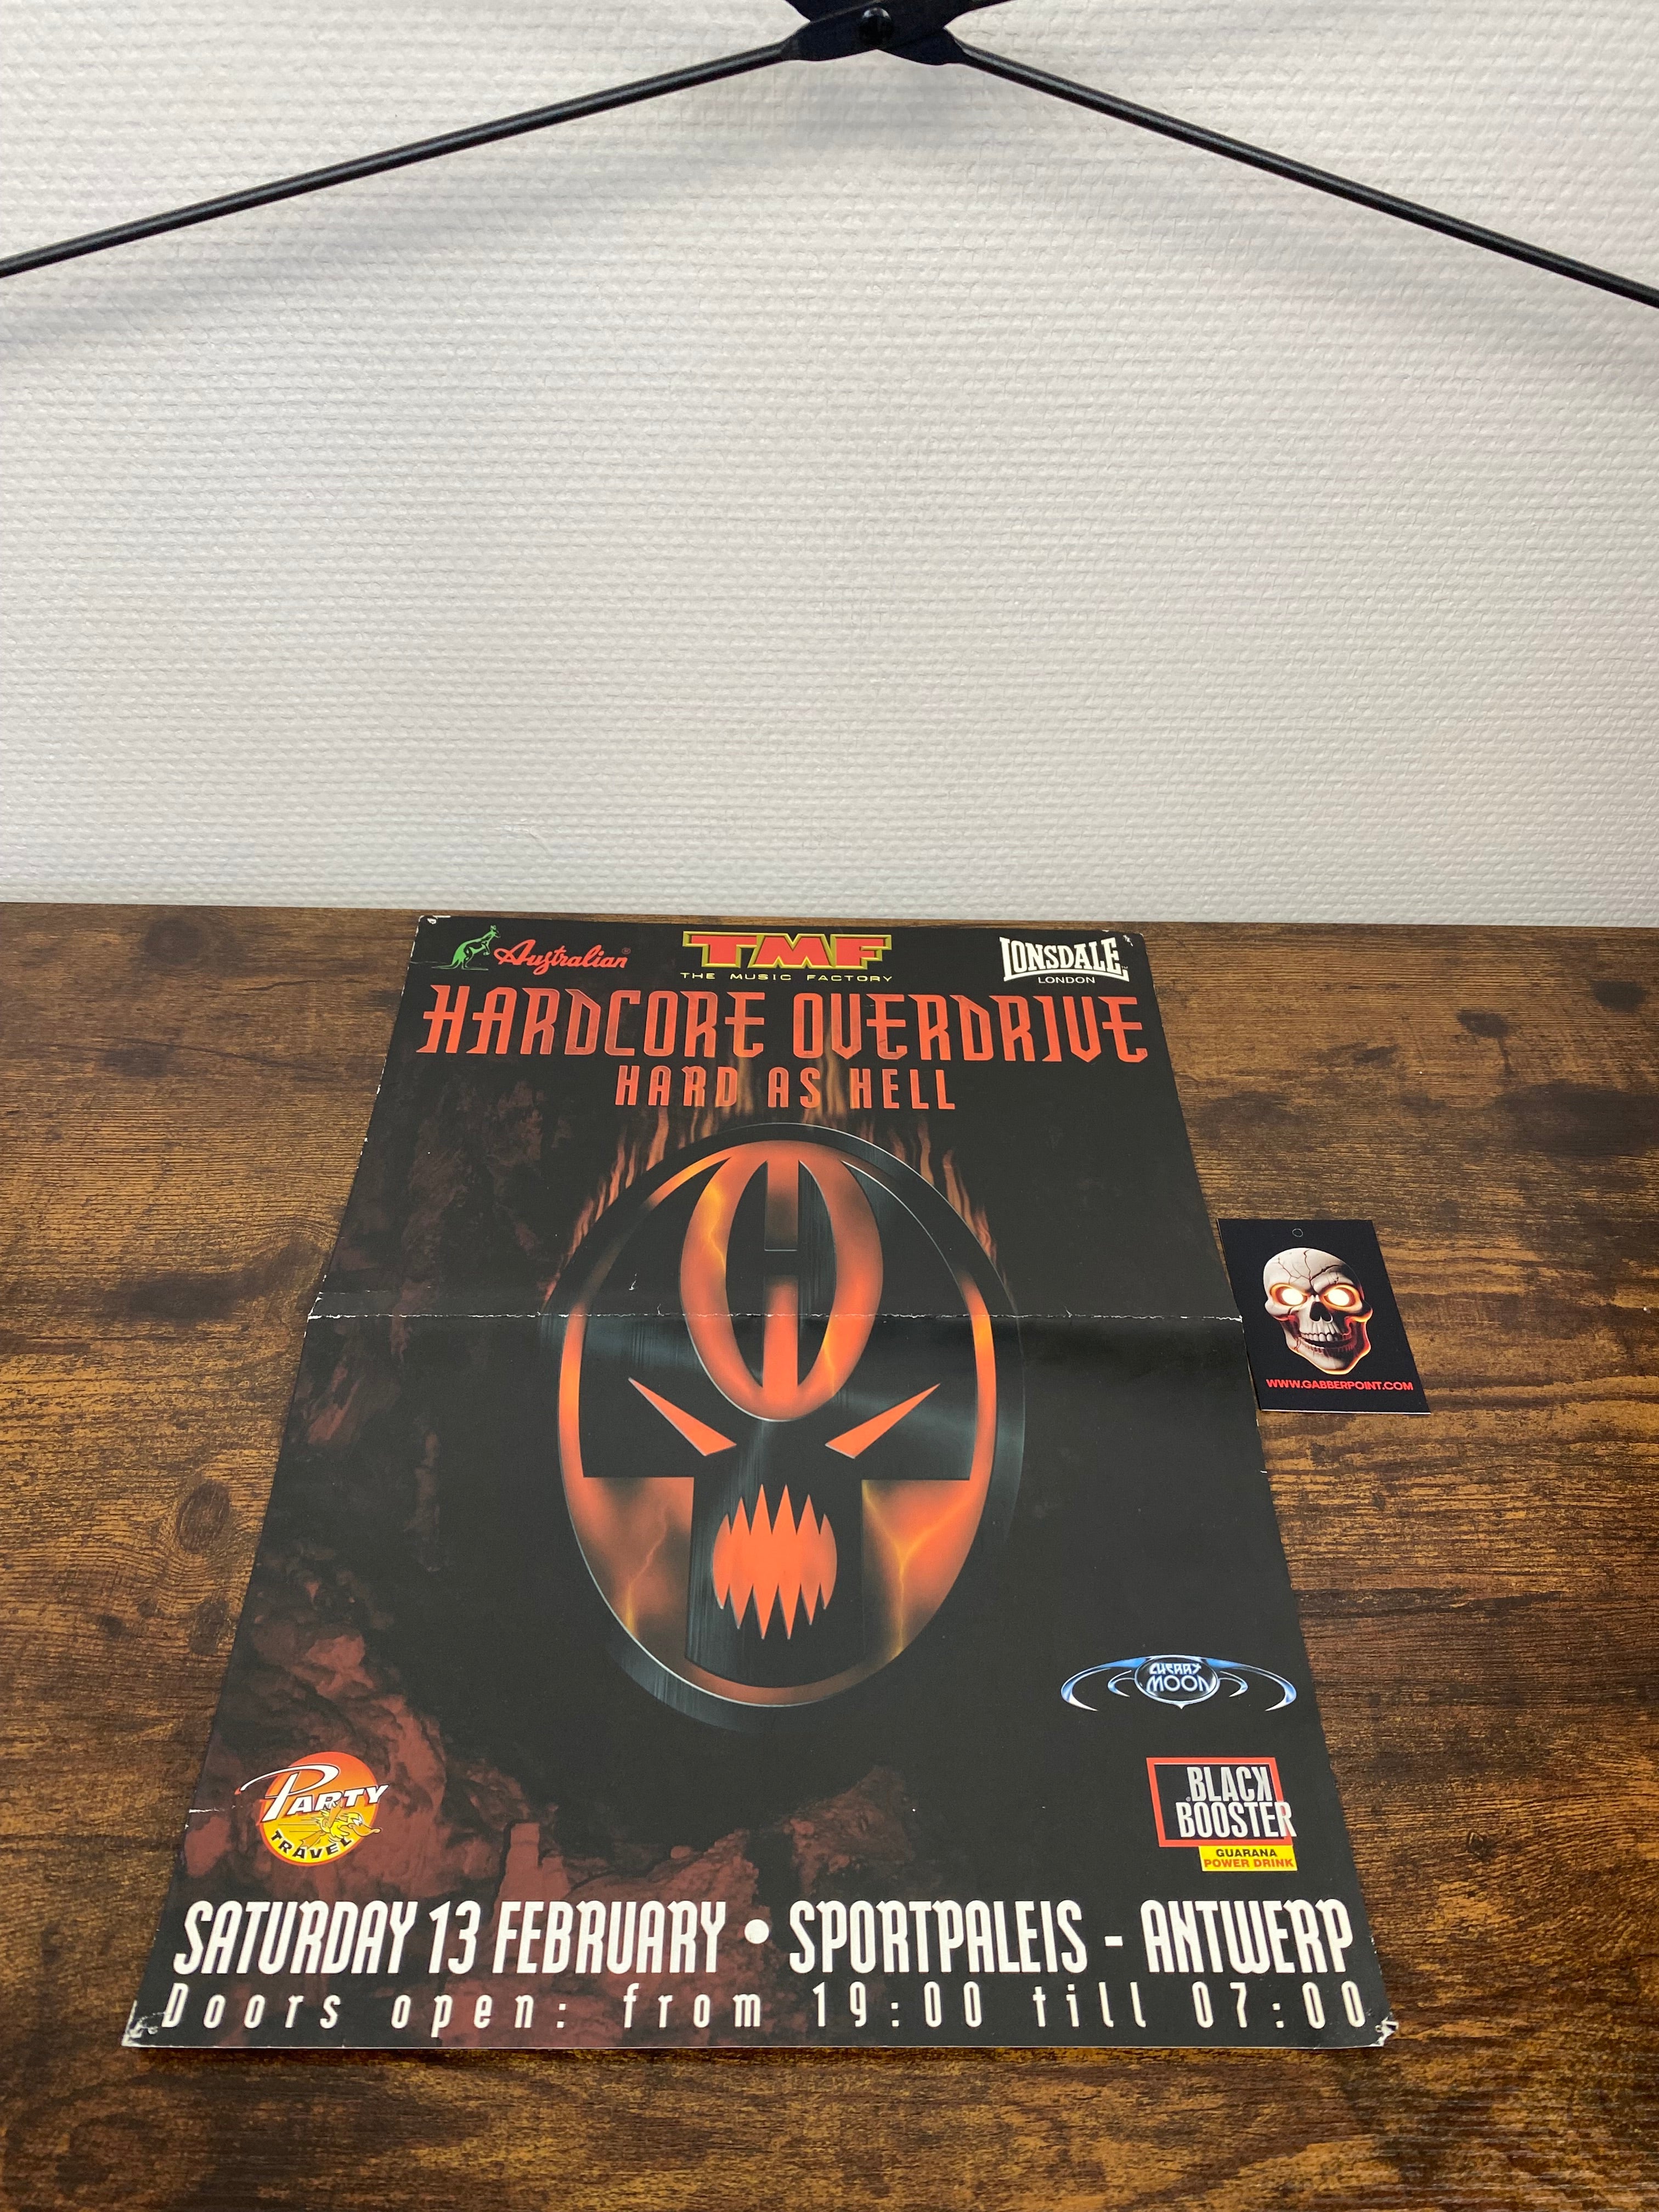 Australian®
TMF
THE MUSIC FACTORY
LONSDALE
LONDON
HARDCORE OVERDRIVE
HARD AS HELL
WWW.GABBERPOINT.COM
CHERRY
MOON
PARTY
TRAVEL
BLACK
BOOSTER
GUARANA
POWER DRINK
SATURDAY 13 FEBRUARY • SPORTPALEIS - ANTWERP
Doors open: from 19:00 till 07:00